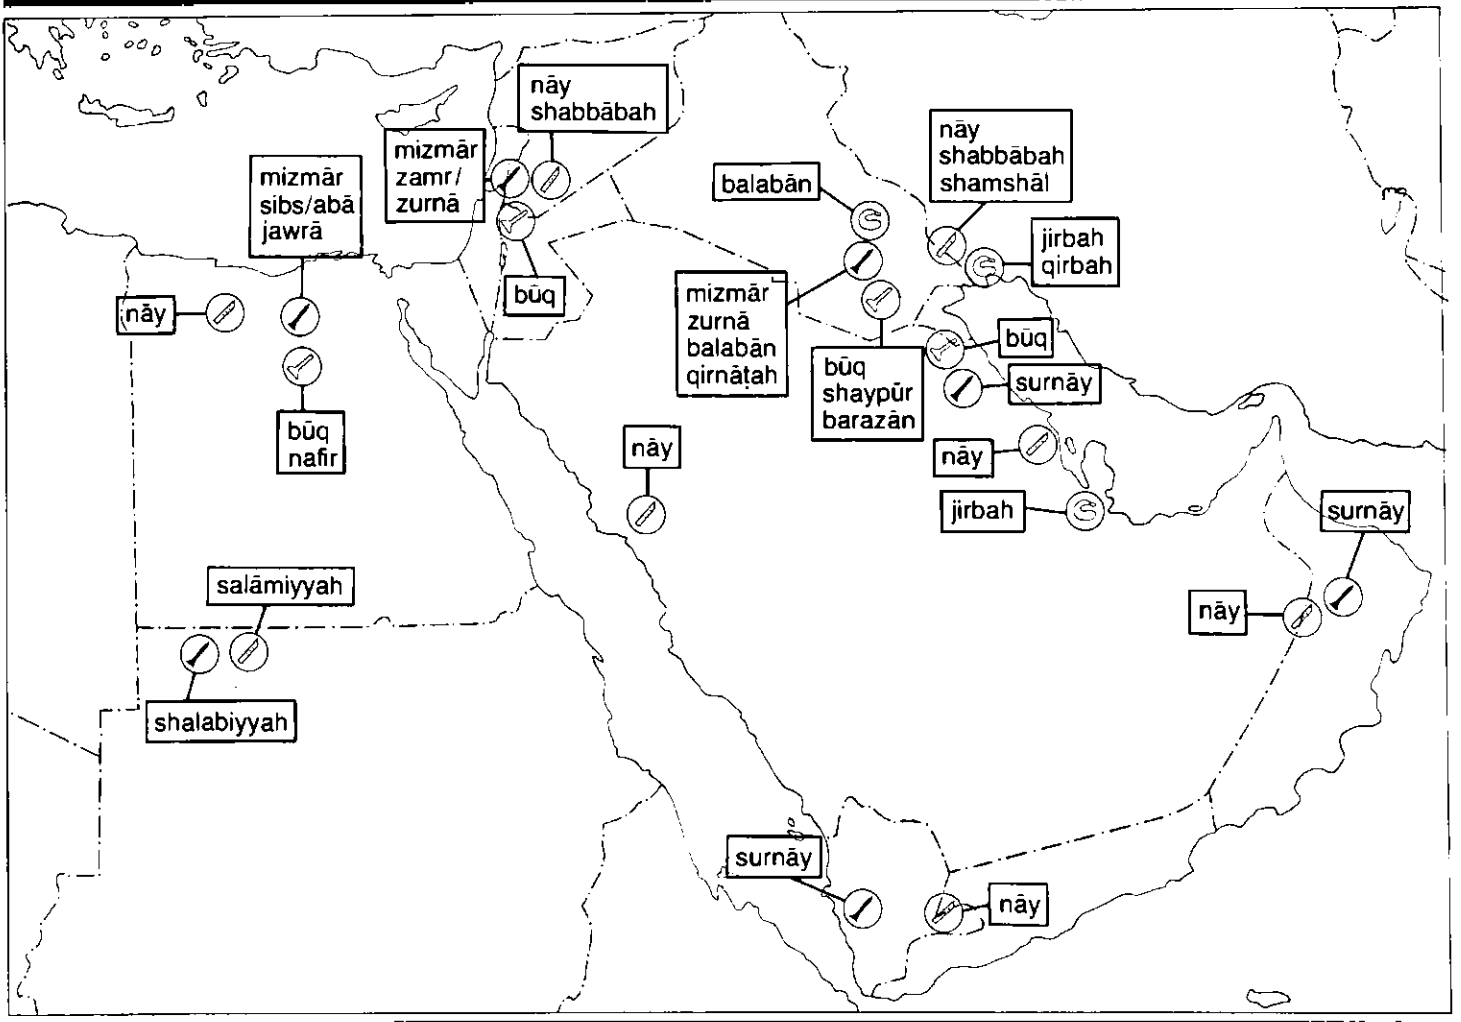 nāy
shabbābah
mizmār
zamr/
zurnā
mizmār
sibs/abā
jawrā
nāy
būq
nafir
būq
balabān
nāy
shabbābah
shamshāl
jirbah
qirbah
mizmār
zurnā
balabān
qirnāṭah
būq
shaypūr
barazān
būq
surnāy
nāy
nāy
jirbah
surnāy
nāy
salāmiyyah
shalabiyyah
surnāy
nāy